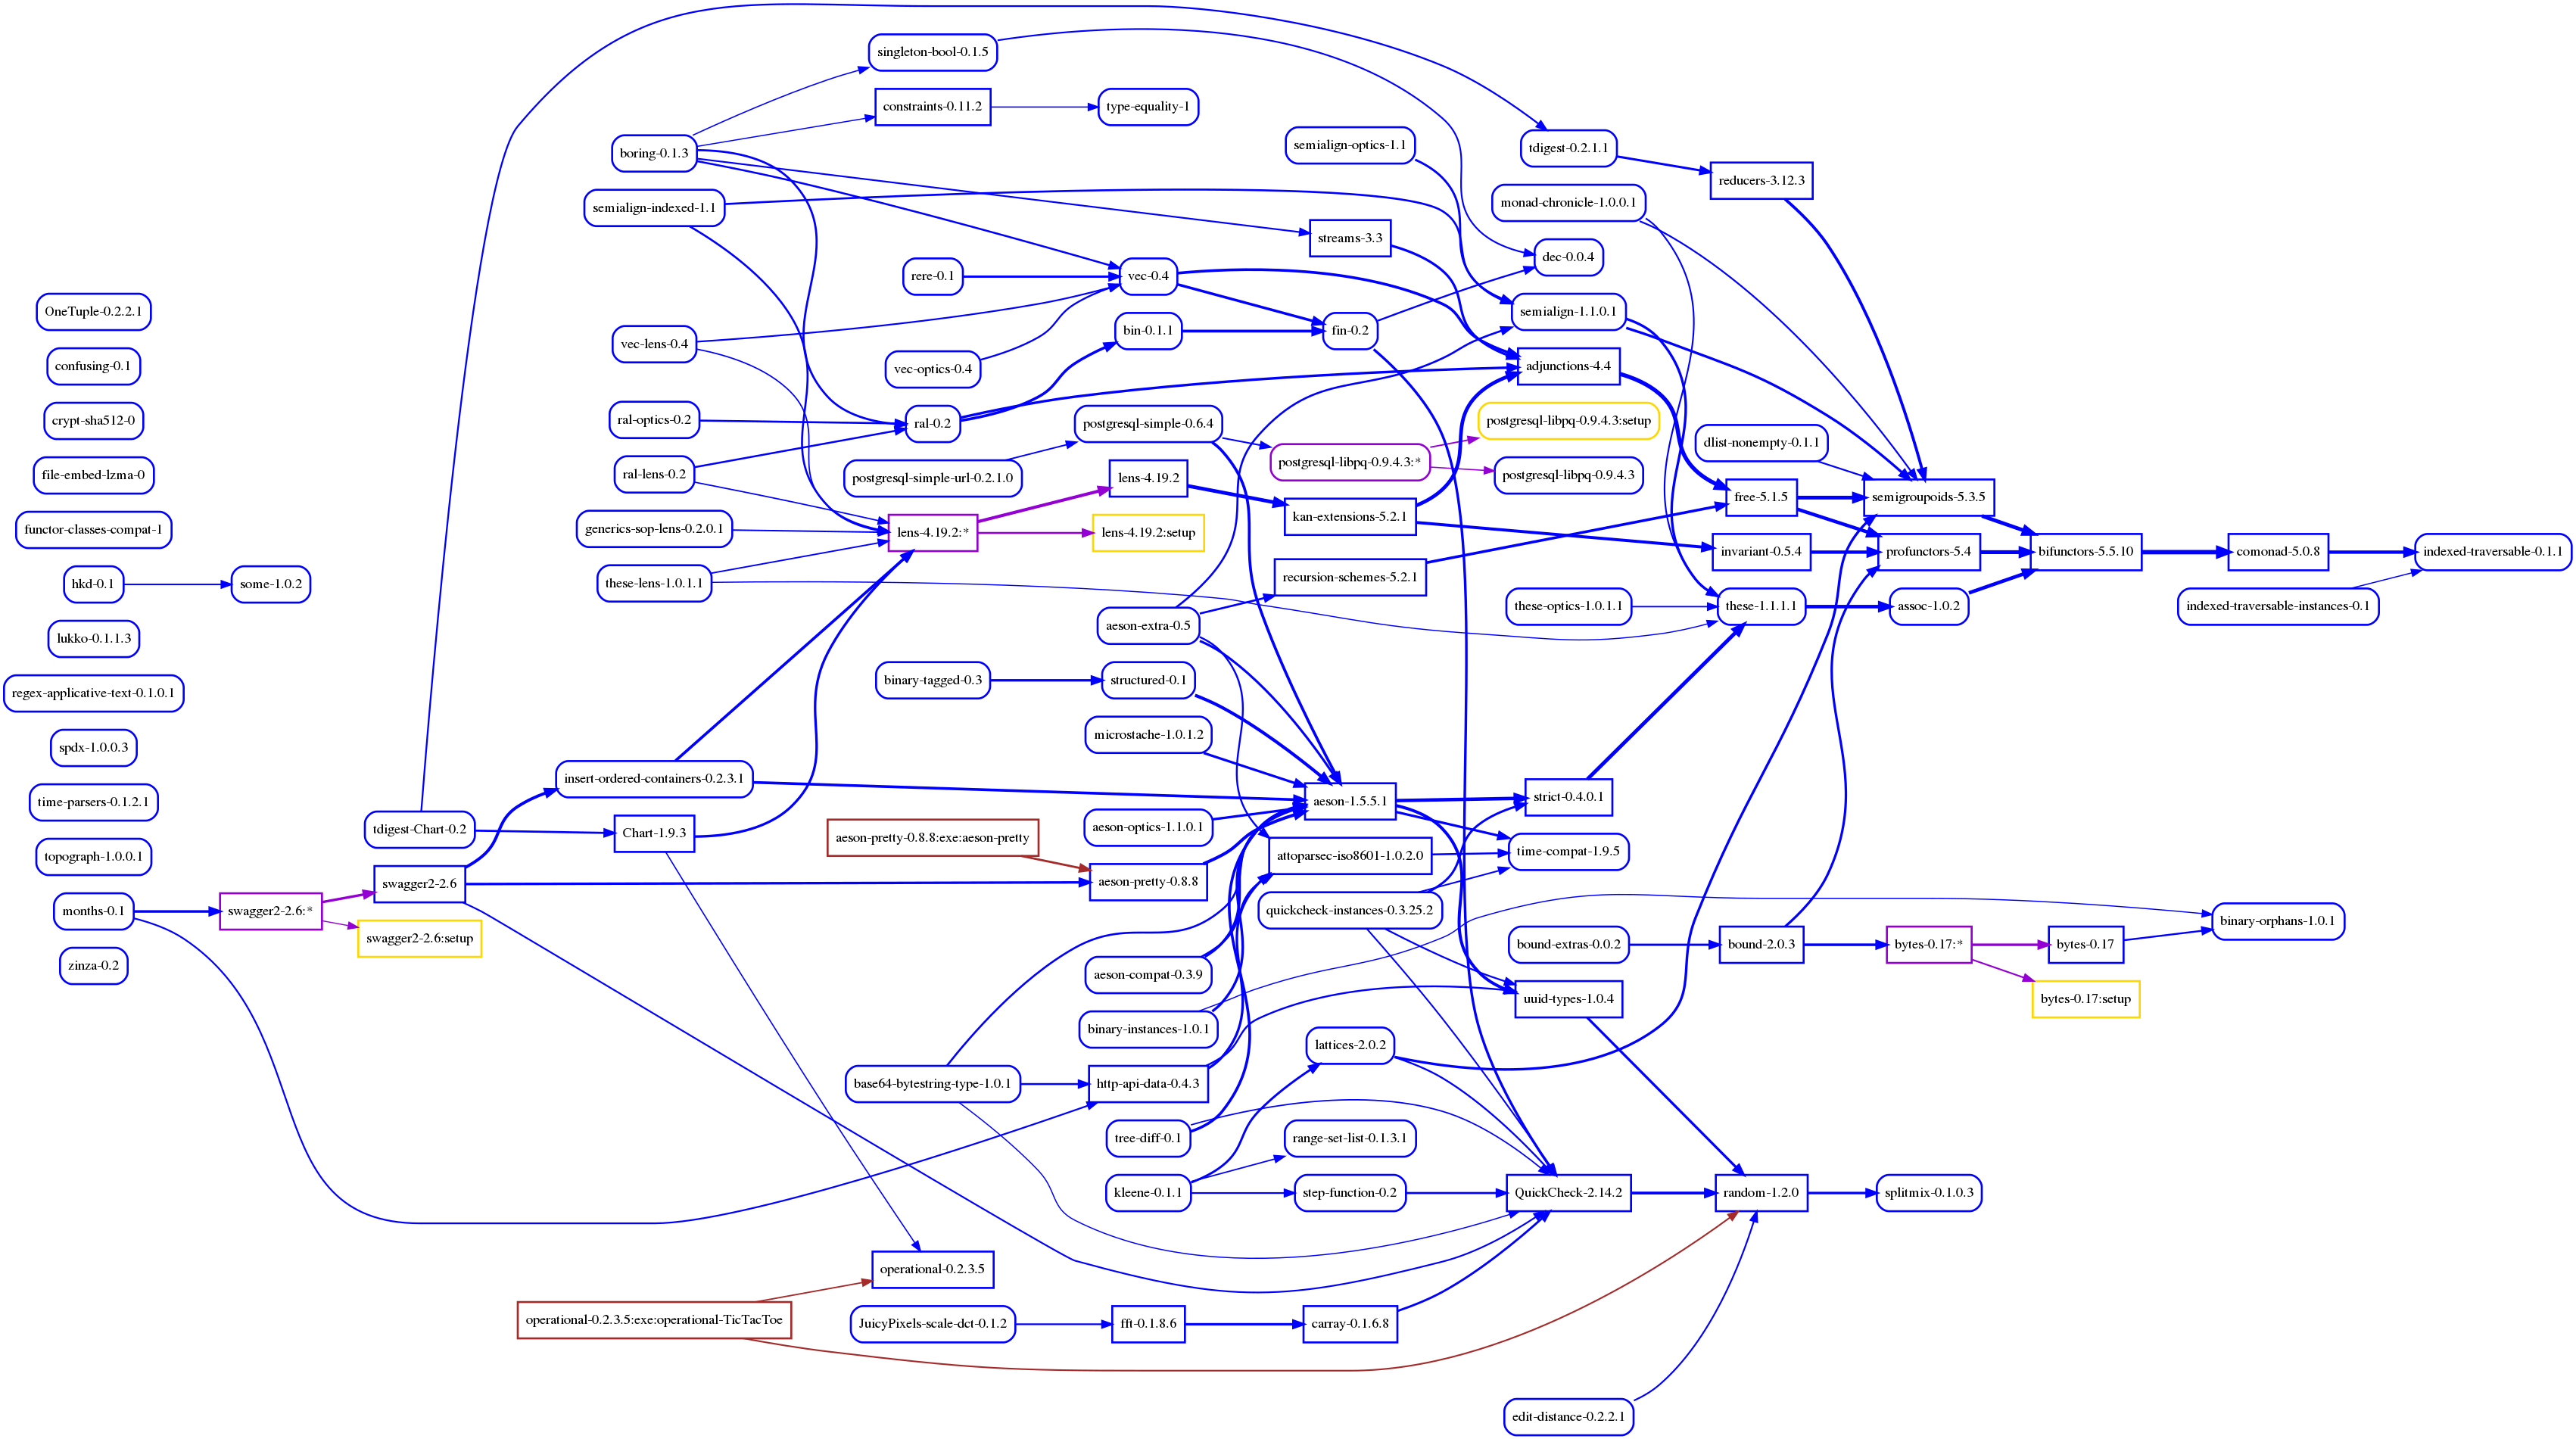 OneTuple-0.2.2.1
confusing-0.1
crypt-sha512-0
file-embed-lzma-0
functor-classes-compat-1
hkd-0.1
some-1.0.2
lukko-0.1.1.3
regex-applicative-text-0.1.0.1
spdx-1.0.0.3
time-parsers-0.1.2.1
topograph-1.0.0.1
months-0.1
zinza-0.2
swagger2-2.6:*
tdigest-Chart-0.2
swagger2-2.6
swagger2-2.6:setup
boring-0.1.3
semialign-indexed-1.1
vec-lens-0.4
ral-optics-0.2
ral-lens-0.2
generics-sop-lens-0.2.0.1
these-lens-1.0.1.1
insert-ordered-containers-0.2.3.1
Chart-1.9.3
operational-0.2.3.5:exe:operational-TicTacToe
singleton-bool-0.1.5
constraints-0.11.2
rere-0.1
vec-optics-0.4
ral-0.2
postgresql-simple-url-0.2.1.0
lens-4.19.2:*
binary-tagged-0.3
aeson-pretty-0.8.8:exe:aeson-pretty
base64-bytestring-type-1.0.1
operational-0.2.3.5
JuicyPixels-scale-dct-0.1.2
type-equality-1
vec-0.4
bin-0.1.1
postgresql-simple-0.6.4
lens-4.19.2
lens-4.19.2:setup
aeson-extra-0.5
structured-0.1
microstache-1.0.1.2
aeson-optics-1.1.0.1
aeson-pretty-0.8.8
aeson-compat-0.3.9
binary-instances-1.0.1
http-api-data-0.4.3
tree-diff-0.1
kleene-0.1.1
fft-0.1.8.6
semialign-optics-1.1
streams-3.3
fin-0.2
postgresql-libpq-0.9.4.3:*
kan-extensions-5.2.1
recursion-schemes-5.2.1
aeson-1.5.5.1
attoparsec-iso8601-1.0.2.0
quickcheck-instances-0.3.25.2
lattices-2.0.2
range-set-list-0.1.3.1
step-function-0.2
carray-0.1.6.8
tdigest-0.2.1.1
monad-chronicle-1.0.0.1
dec-0.0.4
semialign-1.1.0.1
adjunctions-4.4
postgresql-libpq-0.9.4.3:setup
postgresql-libpq-0.9.4.3
these-optics-1.0.1.1
strict-0.4.0.1
time-compat-1.9.5
bound-extras-0.0.2
uuid-types-1.0.4
QuickCheck-2.14.2
edit-distance-0.2.2.1
reducers-3.12.3
dlist-nonempty-0.1.1
free-5.1.5
invariant-0.5.4
these-1.1.1.1
bound-2.0.3
random-1.2.0
semigroupoids-5.3.5
profunctors-5.4
assoc-1.0.2
bytes-0.17:*
splitmix-0.1.0.3
bifunctors-5.5.10
bytes-0.17
bytes-0.17:setup
comonad-5.0.8
indexed-traversable-instances-0.1
binary-orphans-1.0.1
indexed-traversable-0.1.1